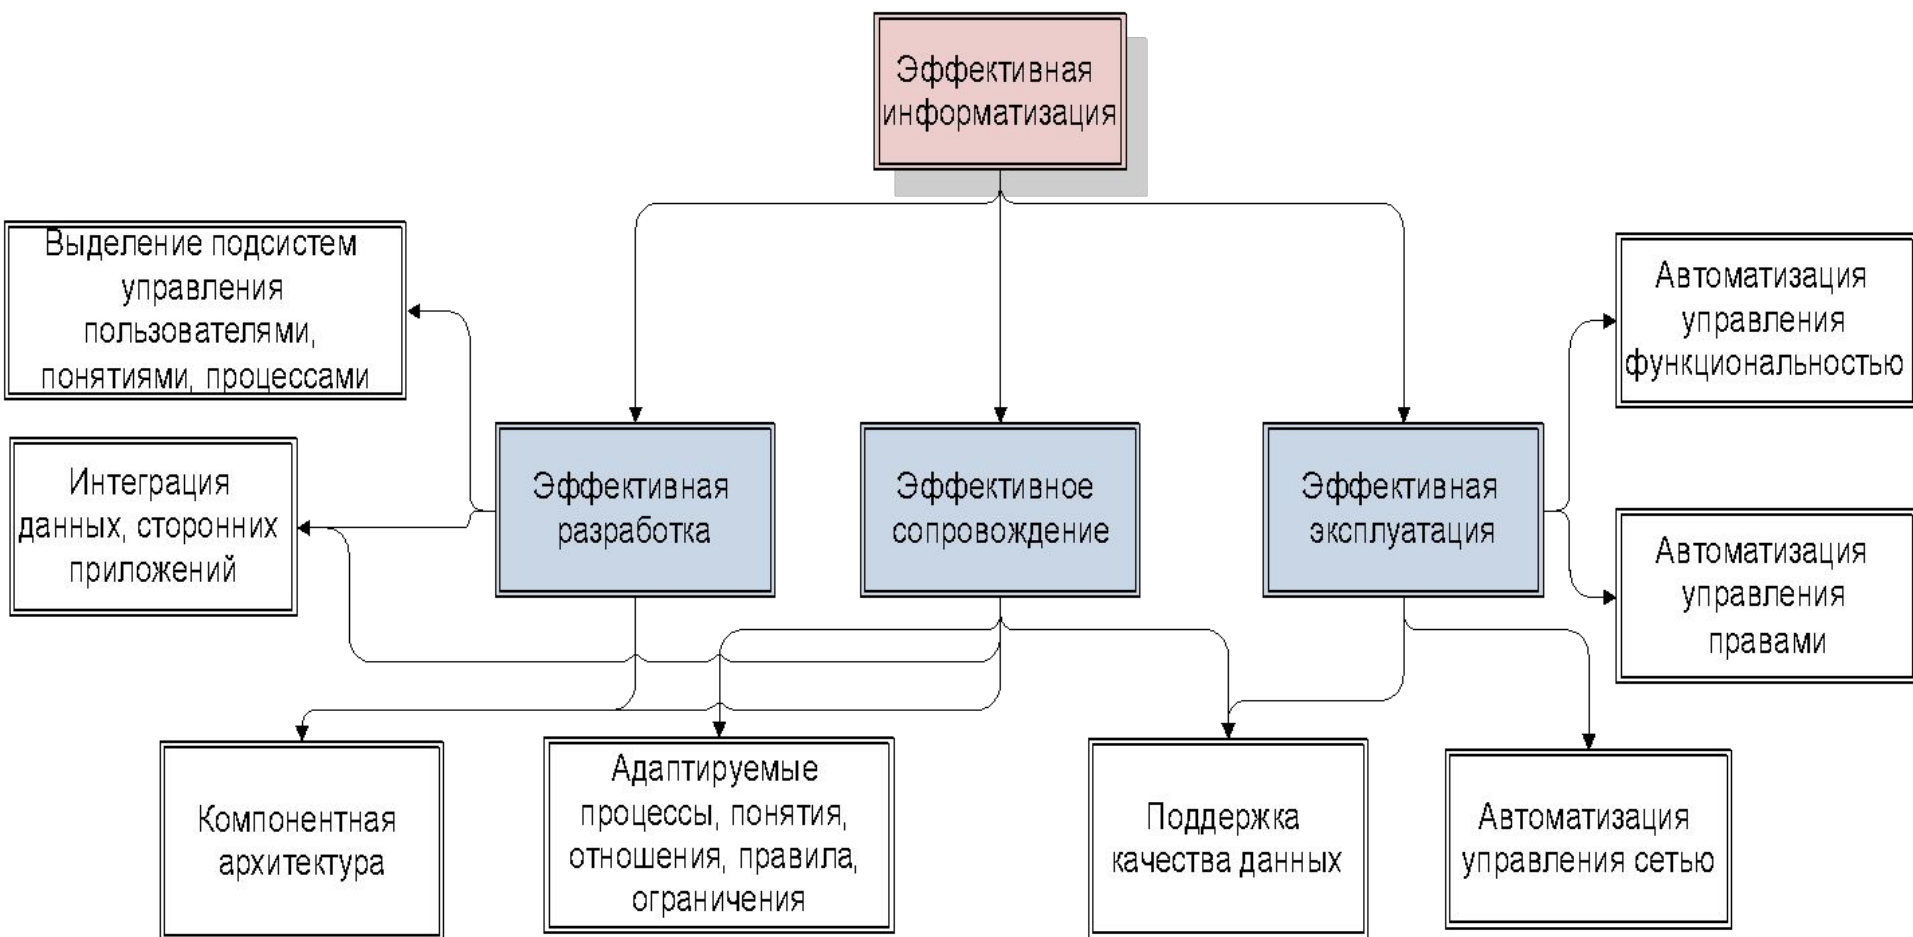 Эффективная
информатизация
Выделение подсистем
управления
пользователями,
понятиями, процессами
Автоматизация
управления
функциональностью
Интеграция
данных, сторонних
приложений
Эффективная
разработка
Эффективное
сопровождение
Эффективная
эксплуатация
Автоматизация
управления
правами
Компонентная
архитектура
Адаптируемые
процессы, понятия,
отношения, правила,
ограничения
Поддержка
качества данных
Автоматизация
управления сетью